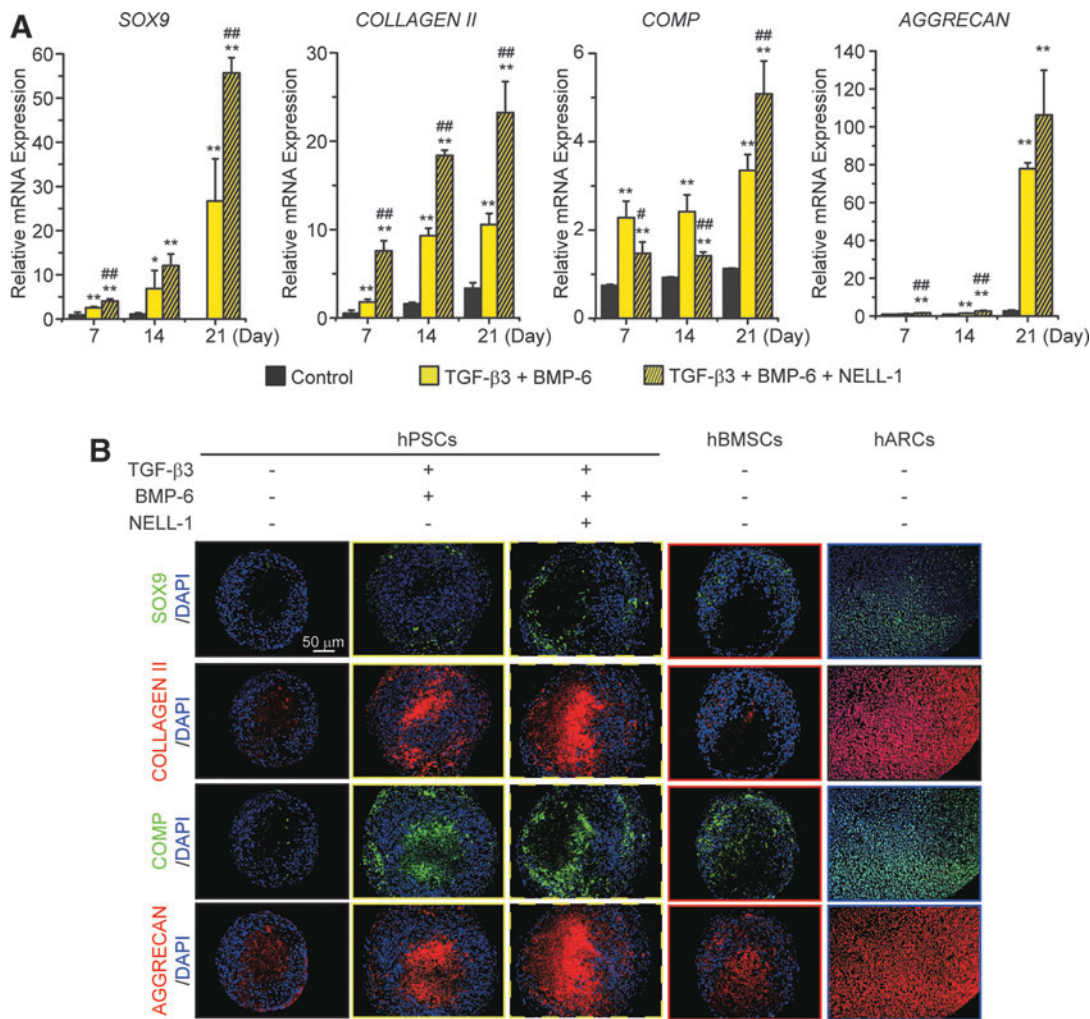 A
SOX9
COLLAGEN II
COMP
AGGRECAN
Relative mRNA Expression
60
50
40
30
20
10
0
** ** ## * ** ** ** ##
7 14 21 (Day)
Relative mRNA Expression
30
20
10
0
** ** ## ** ** ## ** ** ##
7 14 21 (Day)
Relative mRNA Expression
6
4
2
0
** ** # ** ** ## ** ** ##
7 14 21 (Day)
Relative mRNA Expression
140
120
100
80
60
40
20
0
** ## ** ** ## ** **
7 14 21 (Day)
Control TGF-β3 + BMP-6 TGF-β3 + BMP-6 + NELL-1
B
hPSCs hBMSCs hARCs
TGF-β3 - + + - -
BMP-6 - + + - -
NELL-1 - - + - -
SOX9
/DAPI
50 μm
COLLAGEN II
/DAPI
COMP
/DAPI
AGGRECAN
/DAPI